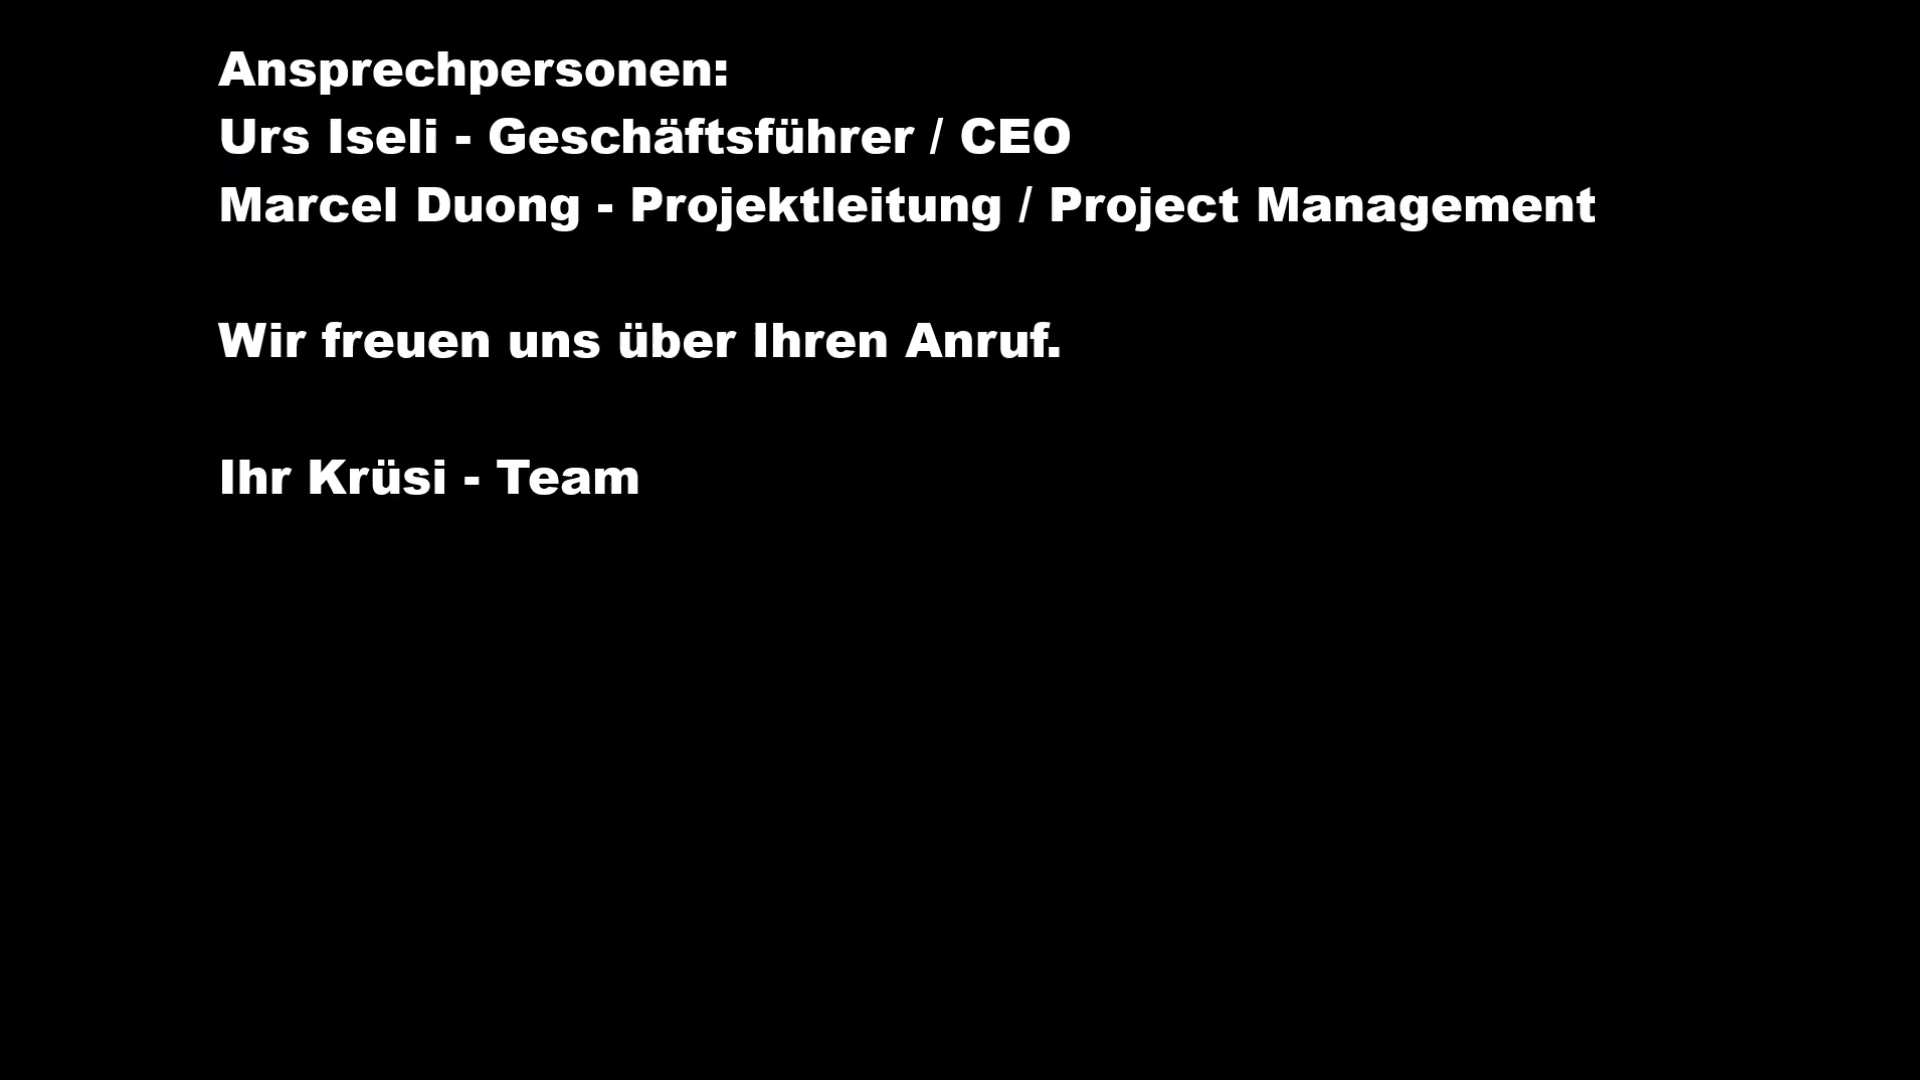 Ansprechpersonen:
Urs Iseli - Geschäftsführer / CEO
Marcel Duong - Projektleitung / Project Management
Wir freuen uns über Ihren Anruf.
Ihr Krüsi - Team